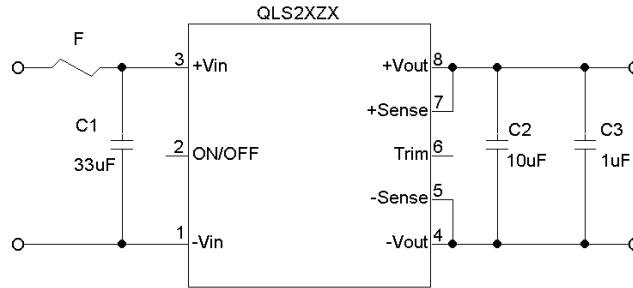 QLS2XZX
F
3
+Vin
+Vout
8
+Sense
7
C1
33uF
2
ON/OFF
Trim
6
C2
10uF
C3
1uF
-Sense
5
1
-Vin
-Vout
4